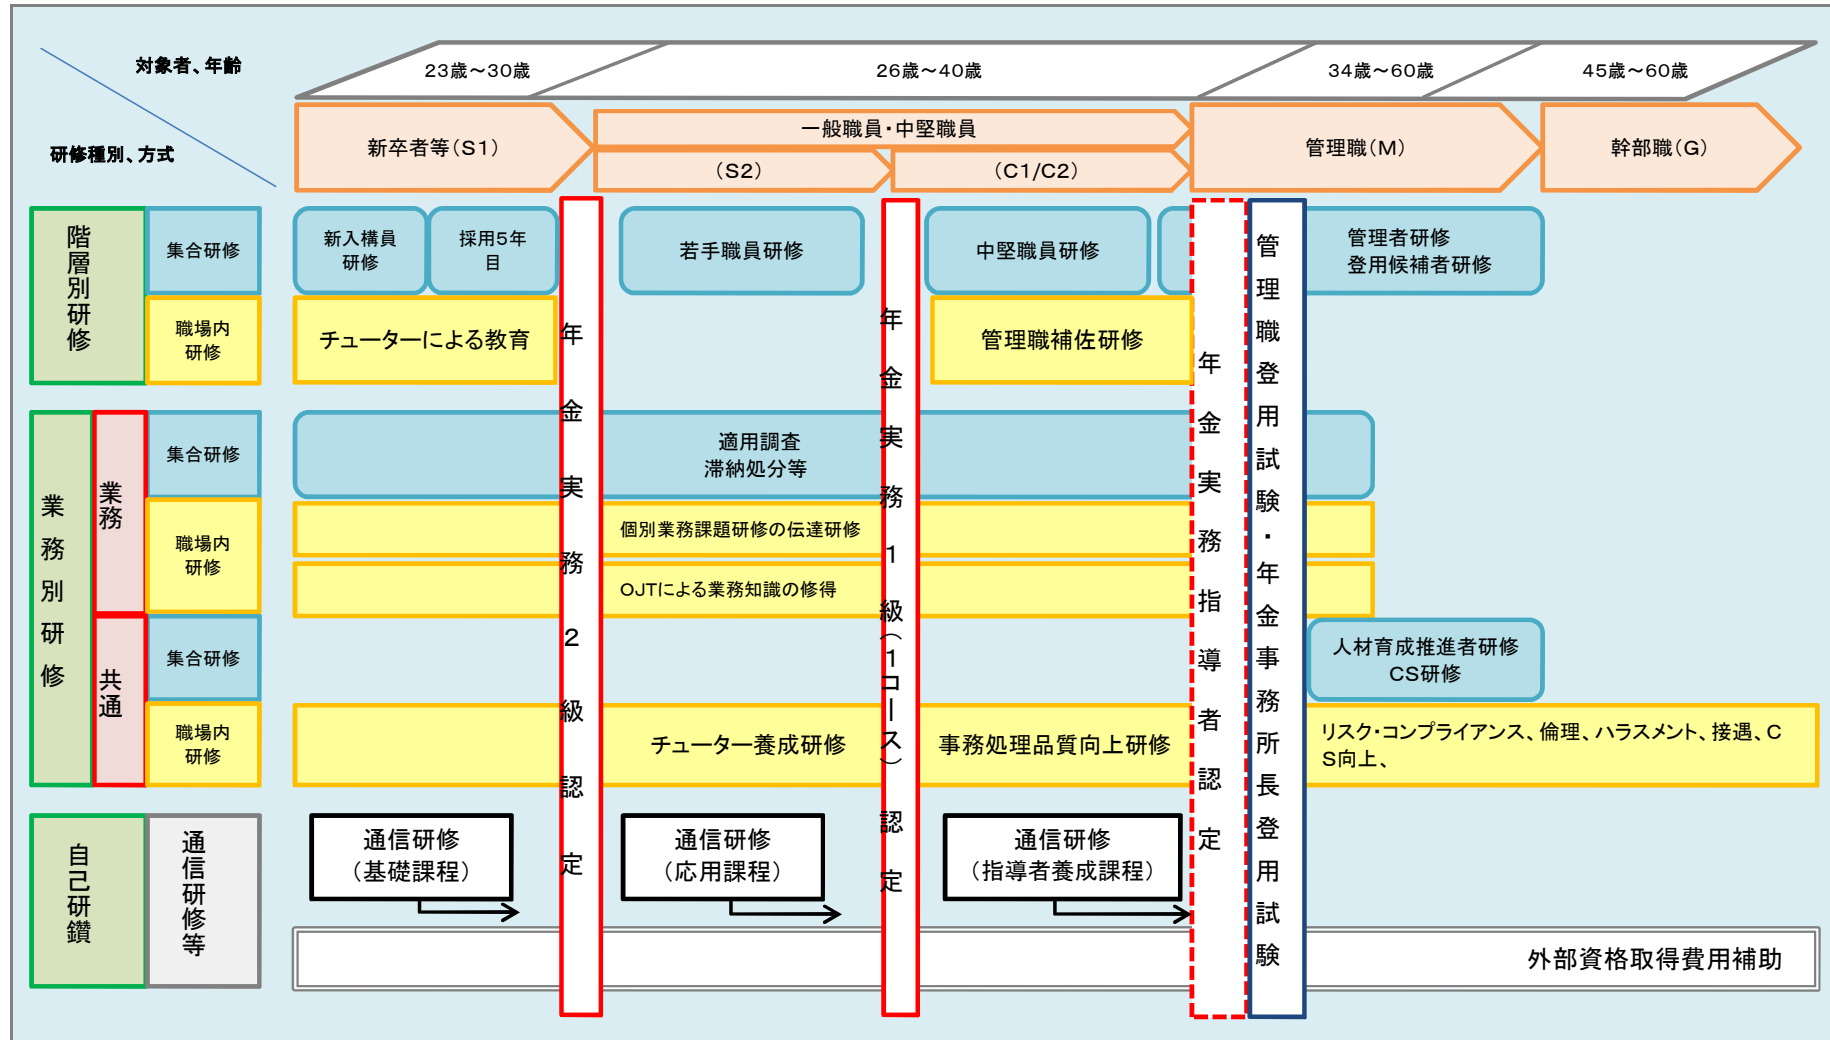 対象者、年齢
研修種別、方式
23歳～30歳
26歳～40歳
34歳～60歳
45歳～60歳
新卒者等（Ｓ１）
一般職員・中堅職員
（Ｓ２）
（Ｃ１/Ｃ２）
管理職（Ｍ）
幹部職（Ｇ）
階層別研修
集合研修
新入構員
研修
採用５年
目
若手職員研修
中堅職員研修
管理者研修
登用候補者研修
職場内
研修
チューターによる教育
管理職補佐研修
業務別研修
業務
集合研修
適用調査
滞納処分等
職場内
研修
個別業務課題研修の伝達研修
ＯＪＴによる業務知識の修得
共通
集合研修
人材育成推進者研修
ＣＳ研修
職場内
研修
チューター養成研修
事務処理品質向上研修
リスク・コンプライアンス、倫理、ハラスメント、接遇、Ｃ
Ｓ向上、
自己研鑽
通信研修等
通信研修
（基礎課程）
通信研修
（応用課程）
通信研修
（指導者養成課程）
外部資格取得費用補助
年金実務２級認定
年金実務１級（１コース）認定
年金実務指導者認定
管理職登用試験・年金事務所長登用試験